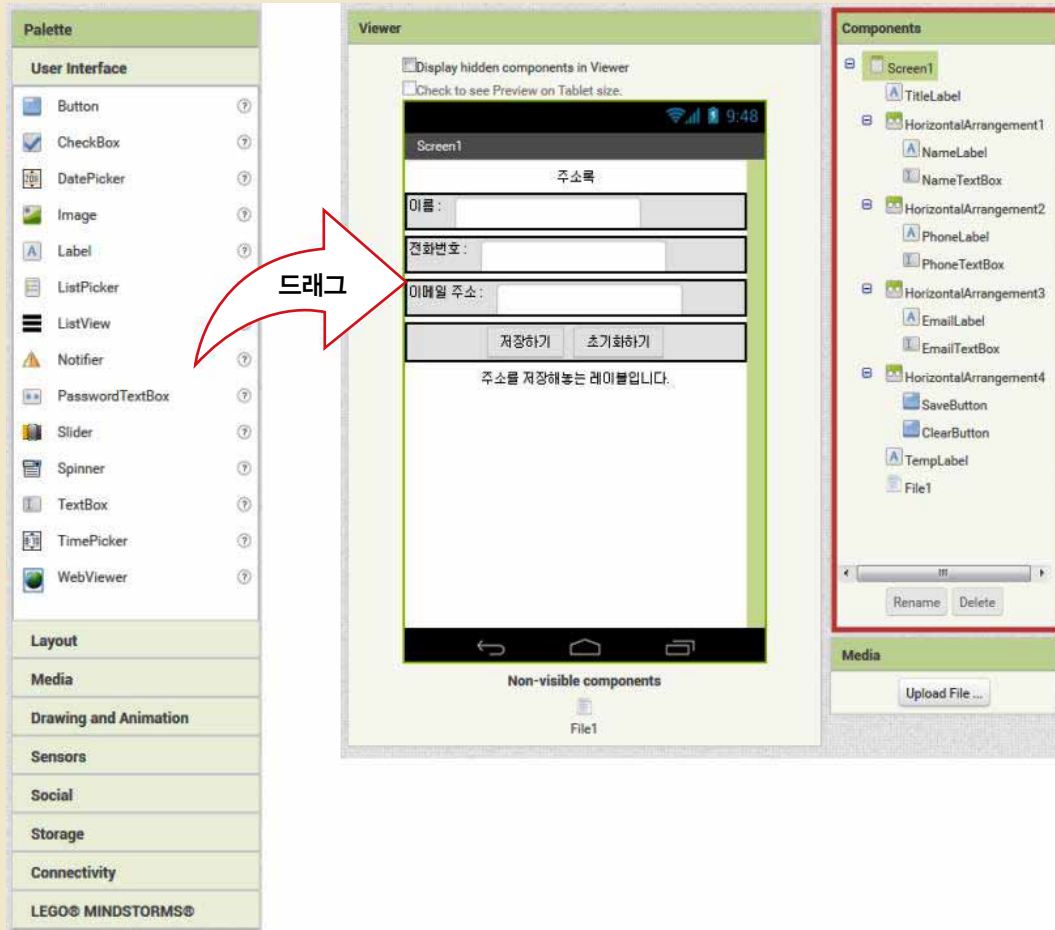 Palette
User Interface
Button
CheckBox
DatePicker
Image
Label
ListPicker
ListView
Notifier
PasswordTextBox
Slider
Spinner
TextBox
TimePicker
WebViewer
Layout
Media
Drawing and Animation
Sensors
Social
Storage
Connectivity
LEGO® MINDSTORMS®
드래그
Viewer
Display hidden components in Viewer
Check to see Preview on Tablet size.
9:48
Screen1
주소록
이름 :
전화번호 :
이메일 주소 :
저장하기 초기화하기
주소를 저장해놓는 레이블입니다.
Non-visible components
File1
Components
Screen1
TitleLabel
HorizontalArrangement1
NameLabel
NameTextBox
HorizontalArrangement2
PhoneLabel
PhoneTextBox
HorizontalArrangement3
EmailLabel
EmailTextBox
HorizontalArrangement4
SaveButton
ClearButton
TempLabel
File1
Rename Delete
Media
Upload File ...